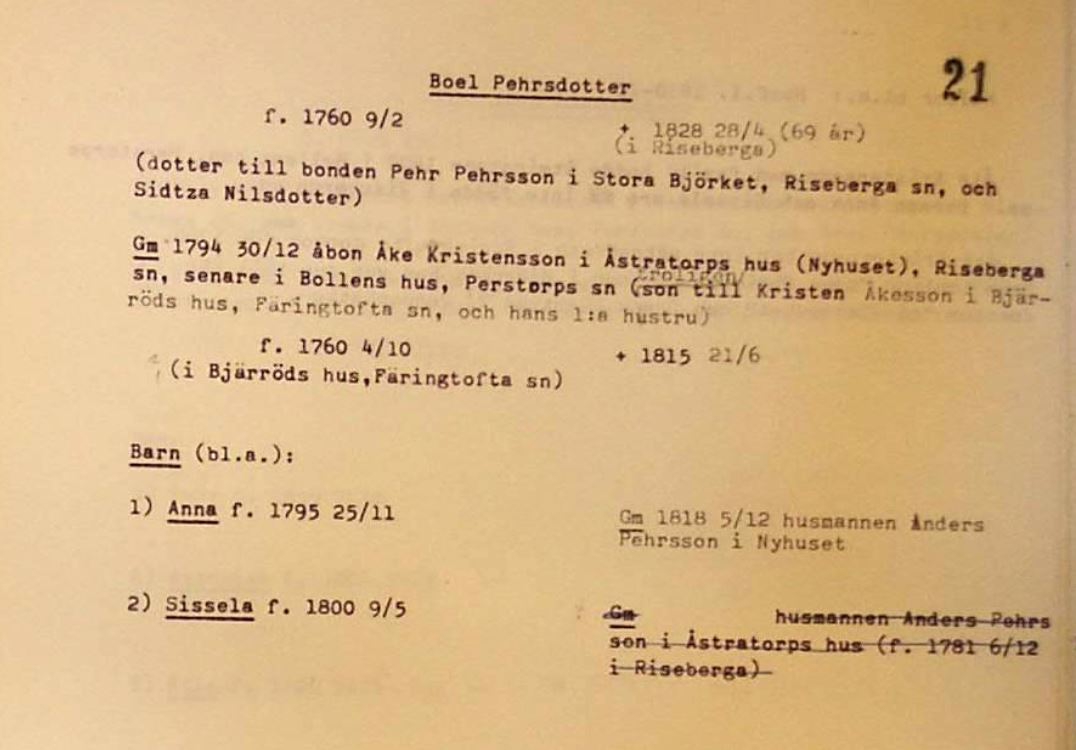 21
Boel Pehrsdotter
f. 1760 9/2
+ 1828 28/4 (69 år)
(i Riseberga)
(dotter till bonden Pehr Pehrsson i Stora Björket, Riseberga sn, och
Sidtza Nilsdotter)
Gm 1794 30/12 åbon Åke Kristensson i Åstratorps hus (Nyhuset), Riseberga
troligen/
sn, senare i Bollens hus, Perstorps sn (son till Kristen Åkesson i Bjär-
röds hus, Färingtofta sn, och hans 1:a hustru)
f. 1760 4/10
+ 1815 21/6
(i Bjärröds hus,Färingtofta sn)
Barn (bl.a.):
1) Anna f. 1795 25/11
Gm 1818 5/12 husmannen Anders
Pehrsson i Nyhuset
2) Sissela f. 1800 9/5
Gm husmannen Anders Pehrs
son i Åstratorps hus (f. 1781 6/12
i Riseberga)